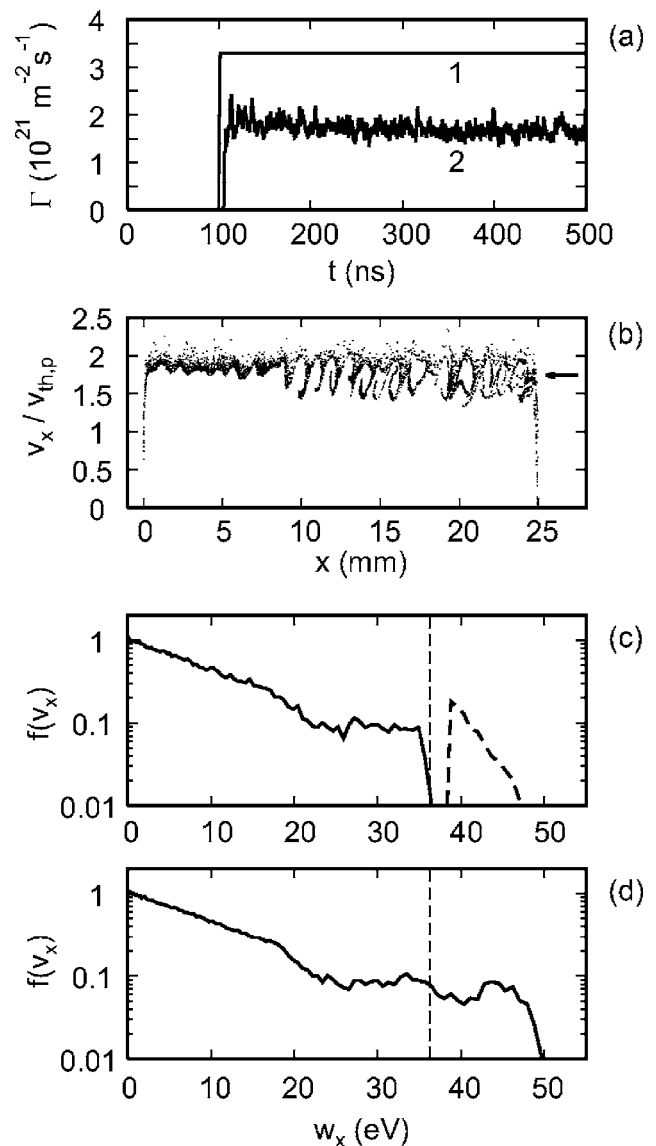 4
3
2
1
0
Γ (10^21 m^-2 s^-1)
1
2
(a)
0 100 200 300 400 500
t (ns)
2.5
2
1.5
1
0.5
0
v_x / v_th,p
(b)
0 5 10 15 20 25
x (mm)
1
0.1
0.01
f(v_x)
(c)
0 10 20 30 40 50
1
0.1
0.01
f(v_x)
(d)
0 10 20 30 40 50
w_x (eV)